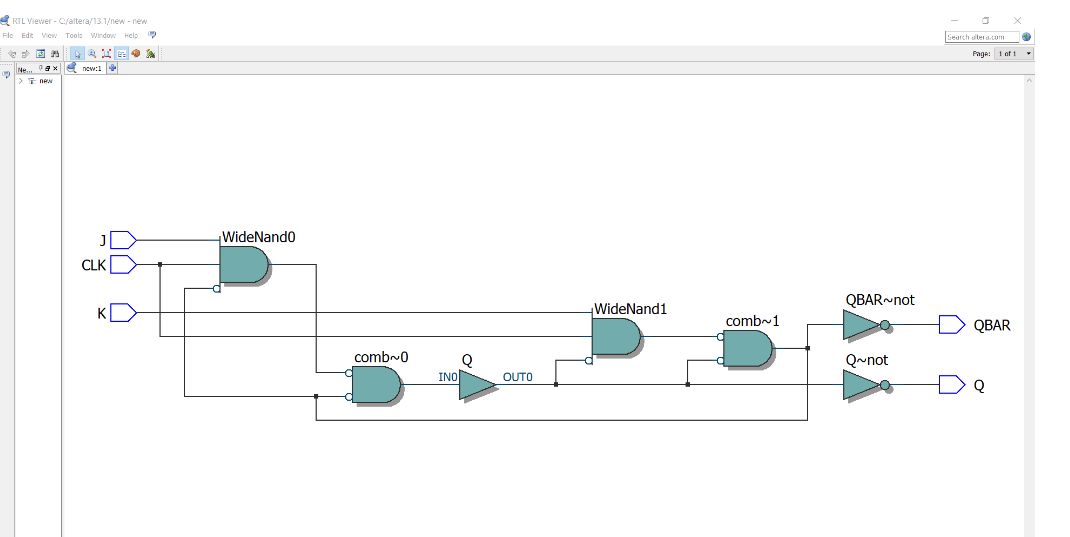 RTL Viewer - C:/altera/13.1/new - new
File Edit View Tools Window Help
Search altera.com
Page: 1 of 1
Ne...
new:1
new
J
WideNand0
CLK
K
WideNand1
QBAR~not
comb~1
QBAR
comb~0
Q
Q~not
IN0
OUT0
Q